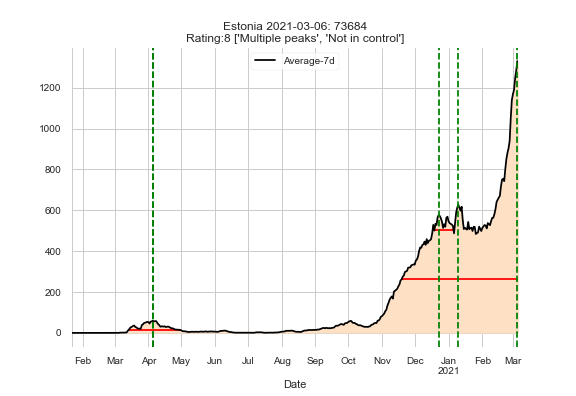 Estonia 2021-03-06: 73684
Rating:8 ['Multiple peaks', 'Not in control']
Average-7d
1200
1000
800
600
400
200
0
Feb Mar Apr May Jun Jul Aug Sep Oct Nov Dec Jan Feb Mar
2021
Date